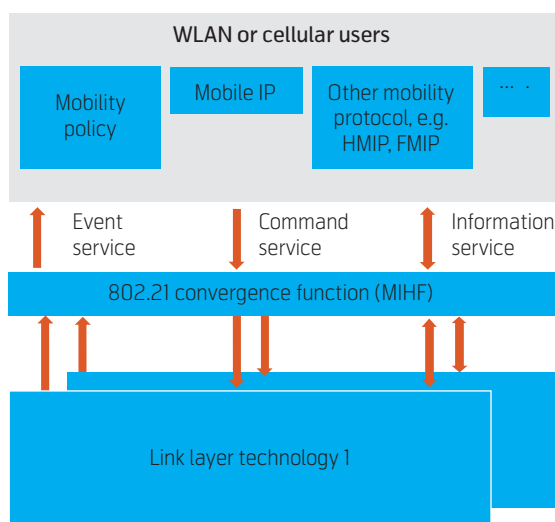 WLAN or cellular users
Mobility
policy
Mobile IP
Other mobility
protocol, e.g.
HMIP, FMIP
... .
Event
service
Command
service
Information
service
802.21 convergence function (MIHF)
Link layer technology 1